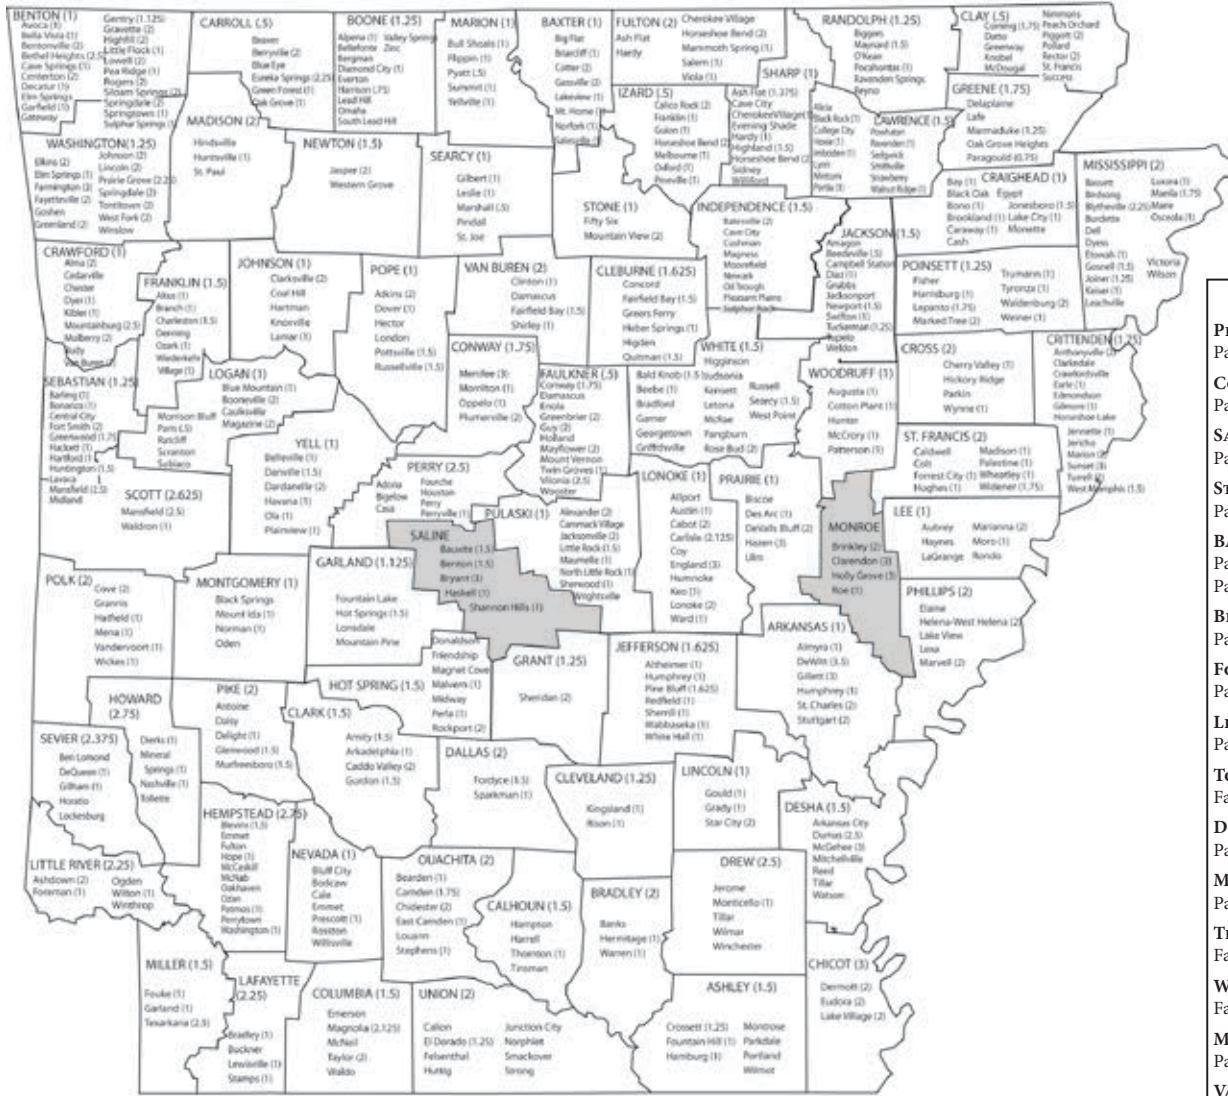 BENTON (1)
Avoca (1)
Bella Vista (1)
Bentonville (2)
Bethel Heights (2.5)
Cave Springs (1)
Centerton (2)
Decatur (1)
Elm Springs
Garfield (1)
Gateway
Gentry (1.125)
Gravette (2)
Highfill (2)
Little Flock (1)
Lowell (2)
Pea Ridge (1)
Rogers (2)
Siloam Springs (2)
Springdale (2)
Springtown (1)
Sulphur Springs (1)
CARROLL (.5)
Beaver
Berryville (2)
Blue Eye
Eureka Springs (2.25)
Green Forest (1)
Oak Grove (1)
BOONE (1.25)
Alpena (1) Valley Springs
Bellefonte Zinc
Bergman
Diamond City (1)
Everton
Harrison (.75)
Lead Hill
Omaha
South Lead Hill
MARION (1)
Bull Shoals (1)
Flippin (1)
Pyatt (.5)
Summit (1)
Yellville (1)
BAXTER (1)
Big Flat
Briarcliff (1)
Cotter (2)
Gassville (2)
Lakeview (1)
Mt. Home (1)
Norfork (1)
FULTON (2)
Ash Flat
Hardy
Cherokee Village
Horseshoe Bend (2)
Mammoth Spring (1)
Salem (1)
Viola (1)
SHARP (1)
Ash Flat (1.375)
Cave City
Cherokee Village (1)
Evening Shade
Hardy (1)
Highland (1.5)
Horseshoe Bend (2)
Sidney
Williford
RANDOLPH (1.25)
Biggers
Maynard (1.5)
O'Kean
Pocahontas (1)
Ravenden Springs
Reyno
CLAY (.5)
Corning (1.75)
Datto
Greenway
Knobel
McDougal
Nimmons
Peach Orchard
Piggott (2)
Pollard
Rector (2)
St. Francis
Success
GREENE (1.75)
Delaplaine
Lafe
Marmaduke (1.25)
Oak Grove Heights
Paragould (0.75)
IZARD (.5)
Calico Rock (2)
Franklin (1)
Guion (1)
Horseshoe Bend (2)
Melbourne (1)
Oxford (1)
Pineville (1)
LAWRENCE (1.5)
Alicia
Black Rock (1)
College City
Hoxie (1)
Imboden (1)
Lynn
Minturn
Portia (3)
Powhatan
Ravenden (1)
Sedgwick
Smithville
Strawberry
Walnut Ridge (1)
WASHINGTON (1.25)
Elkins (2)
Elm Springs (1)
Farmington (2)
Fayetteville (2)
Goshen
Greenland (2)
Johnson (2)
Lincoln (2)
Prairie Grove (2.25)
Springdale (2)
Tontitown (2)
West Fork (2)
Winslow
MADISON (2)
Hindsville
Huntsville (1)
St. Paul
NEWTON (1.5)
Jasper (2)
Western Grove
SEARCY (1)
Gilbert (1)
Leslie (1)
Marshall (.5)
Pindall
St. Joe
STONE (1)
Fifty Six
Mountain View (2)
INDEPENDENCE (1.5)
Batesville (2)
Cave City
Cushman
Magness
Moorefield
Newark
Oil Trough
Pleasant Plains
Sulphur Rock
CRAIGHEAD (1)
Bay (1)
Black Oak Egypt
Bono (1) Jonesboro (1.5)
Brookland (1) Lake City (1)
Caraway (1) Monette
Cash
MISSISSIPPI (2)
Bassett Luxora (1)
Birdsong Manila (1.75)
Blytheville (2.25) Marie
Burdette Osceola (1)
Dell
Dyess
Etowah (1)
Gosnell (1.5)
Joiner (1.25)
Keiser (1)
Leachville
Victoria
Wilson
JACKSON (1.5)
Amagon
Beedeville (.5)
Campbell Station
Diaz (1)
Grubbs
Jacksonport
Newport (1.5)
Swifton (1)
Tuckerman (1.25)
Tupelo
Weldon
POINSETT (1.25)
Fisher
Harrisburg (1)
Lepanto (1.75)
Marked Tree (2)
Trumann (1)
Tyronza (1)
Waldenburg (2)
Weiner (1)
CRAWFORD (1)
Alma (2)
Cedarville
Chester
Dyer (1)
Kibler (1)
Mountainburg (2.5)
Mulberry (2)
Rudy
Van Buren (2)
FRANKLIN (1.5)
Altus (1)
Branch (1)
Charleston (1.5)
Denning
Ozark (1)
Wiederkehr
Village (1)
JOHNSON (1)
Clarksville (2)
Coal Hill
Hartman
Knoxville
Lamar (1)
POPE (1)
Adkins (2)
Dover (1)
Hector
London
Pottsville (1.5)
Russellville (1.5)
VAN BUREN (2)
Clinton (1)
Damascus
Fairfield Bay (1.5)
Shirley (1)
CLEBURNE (1.625)
Concord
Fairfield Bay (1.5)
Greers Ferry
Heber Springs (1)
Higden
Quitman (1.5)
CONWAY (1.75)
Menifee (3)
Morrilton (1)
Oppelo (1)
Plumerville (2)
FAULKNER (.5)
Conway (1.75)
Damascus
Enola
Greenbrier (2)
Guy (2)
Holland
Mayflower (2)
Mount Vernon
Twin Groves (1)
Vilonia (2.5)
Wooster
WHITE (1.5)
Bald Knob (1.5)
Beebe (1)
Bradford
Garner
Georgetown
Griffithville
Higginson
Judsonia
Kensett
Letona
McRae
Pangburn
Rose Bud (2)
Russell
Searcy (1.5)
West Point
WOODRUFF (1)
Augusta (1)
Cotton Plant (1)
Hunter
McCrory (1)
Patterson (1)
CROSS (2)
Cherry Valley (1)
Hickory Ridge
Parkin
Wynne (1)
CRITTENDEN (1.25)
Anthonyville
Clarkedale
Crawfordsville
Earle (1)
Edmondson
Gilmore (1)
Horseshoe Lake
Jennette (1)
Jericho
Marion (2)
Sunset (3)
Turrell (2)
West Memphis (1.5)
ST. FRANCIS (2)
Caldwell
Colt
Forrest City (1)
Hughes (1)
Madison (1)
Palestine (1)
Wheatley (1)
Widener (1.75)
SEBASTIAN (1.25)
Barling (1)
Bonanza (1)
Central City
Fort Smith (2)
Greenwood (1.75)
Hackett (1)
Hartford (1)
Huntington (1.5)
Lavaca
Mansfield (2.5)
Midland
LOGAN (1)
Blue Mountain (1)
Booneville (2)
Caulksville
Magazine (2)
Morrison Bluff
Paris (.5)
Ratcliff
Scranton
Subiaco
YELL (1)
Belleville (1)
Danville (1.5)
Dardanelle (2)
Havana (1)
Ola (1)
Plainview (1)
SCOTT (2.625)
Mansfield (2.5)
Waldron (1)
PERRY (2.5)
Adona
Bigelow
Casa
Fourche
Houston
Perry
Perryville (1)
PULASKI (1)
Alexander (2)
Cammack Village
Jacksonville (2)
Little Rock (1.5)
Maumelle (1)
North Little Rock (1)
Sherwood (1)
Wrightsville
LONOKE (1)
Allport
Austin (1)
Cabot (2)
Carlisle (2.125)
Coy
England (3)
Humnoke
Keo (1)
Lonoke (2)
Ward (1)
PRAIRIE (1)
Biscoe
Des Arc (1)
DeValls Bluff (2)
Hazen (3)
Ulm
MONROE
Brinkley (2)
Clarendon (3)
Holly Grove (3)
Roe (1)
LEE (1)
Aubrey
Haynes
LaGrange
Marianna (2)
Moro (1)
Rondo
SALINE
Bauxite (1.5)
Benton (1.5)
Bryant (3)
Haskell (1)
Shannon Hills (1)
GARLAND (1.125)
Fountain Lake
Hot Springs (1.5)
Lonsdale
Mountain Pine
MONTGOMERY (1)
Black Springs
Mount Ida (1)
Norman (1)
Oden
POLK (2)
Cove (2)
Grannis
Hatfield (1)
Mena (1)
Vandervoort (1)
Wickes (1)
PHILLIPS (2)
Elaine
Helena-West Helena (2)
Lake View
Lexa
Marvell (2)
ARKANSAS (1)
Almyra (1)
DeWitt (3.5)
Gillett (3)
Humphrey (1)
St. Charles (2)
Stuttgart (2)
JEFFERSON (1.625)
Altheimer (1)
Humphrey (1)
Pine Bluff (1.625)
Redfield (1)
Sherrill (1)
Wabbaseka (1)
White Hall (1)
GRANT (1.25)
Sheridan (2)
HOT SPRING (1.5)
Donaldson
Friendship
Magnet Cove
Malvern (1)
Midway
Perla (1)
Rockport (2)
HOWARD
(2.75)
Dierks (1)
Mineral
Springs (1)
Nashville (1)
Tollette
PIKE (2)
Antoine
Daisy
Delight (1)
Glenwood (1.5)
Murfreesboro (1.5)
CLARK (1.5)
Amity (1.5)
Arkadelphia (1)
Caddo Valley (2)
Gurdon (1.5)
SEVIER (2.375)
Ben Lomond
DeQueen (1)
Gilham (1)
Horatio
Lockesburg
DALLAS (2)
Fordyce (1.5)
Sparkman (1)
CLEVELAND (1.25)
Kingsland (1)
Rison (1)
LINCOLN (1)
Gould (1)
Grady (1)
Star City (2)
DESHA (1.5)
Arkansas City
Dumas (2.5)
McGehee (3)
Mitchellville
Reed
Tillar
Watson
HEMPSTEAD (2.75)
Blevins (1.5)
Emmet
Fulton
Hope (1)
McCaskill
McNab
Oakhaven
Ozan
Patmos (1)
Perrytown
Washington (1)
LITTLE RIVER (2.25)
Ashdown (2)
Foreman (1)
Ogden
Wilton (1)
Winthrop
NEVADA (1)
Bluff City
Bodcaw
Cale
Emmet
Prescott (1)
Rosston
Willisville
OUACHITA (2)
Bearden (1)
Camden (1.75)
Chidester (2)
East Camden (1)
Louann
Stephens (1)
CALHOUN (1.5)
Hampton
Harrell
Thornton (1)
Tinsman
BRADLEY (2)
Banks
Hermitage (1)
Warren (1)
DREW (2.5)
Jerome
Monticello (1)
Tillar
Wilmar
Winchester
CHICOT (3)
Dermott (2)
Eudora (2)
Lake Village (2)
MILLER (1.5)
Fouke (1)
Garland (1)
Texarkana (2.5)
LAFAYETTE
(2.25)
Bradley (1)
Buckner
Lewisville (1)
Stamps (1)
COLUMBIA (1.5)
Emerson
Magnolia (2.125)
McNeil
Taylor (2)
Waldo
UNION (2)
Calion
El Dorado (1.25)
Felsenthal
Huttig
Junction City
Norphlet
Smackover
Strong
ASHLEY (1.5)
Crossett (1.25)
Fountain Hill (1)
Hamburg (1)
Montrose
Parkdale
Portland
Wilmot